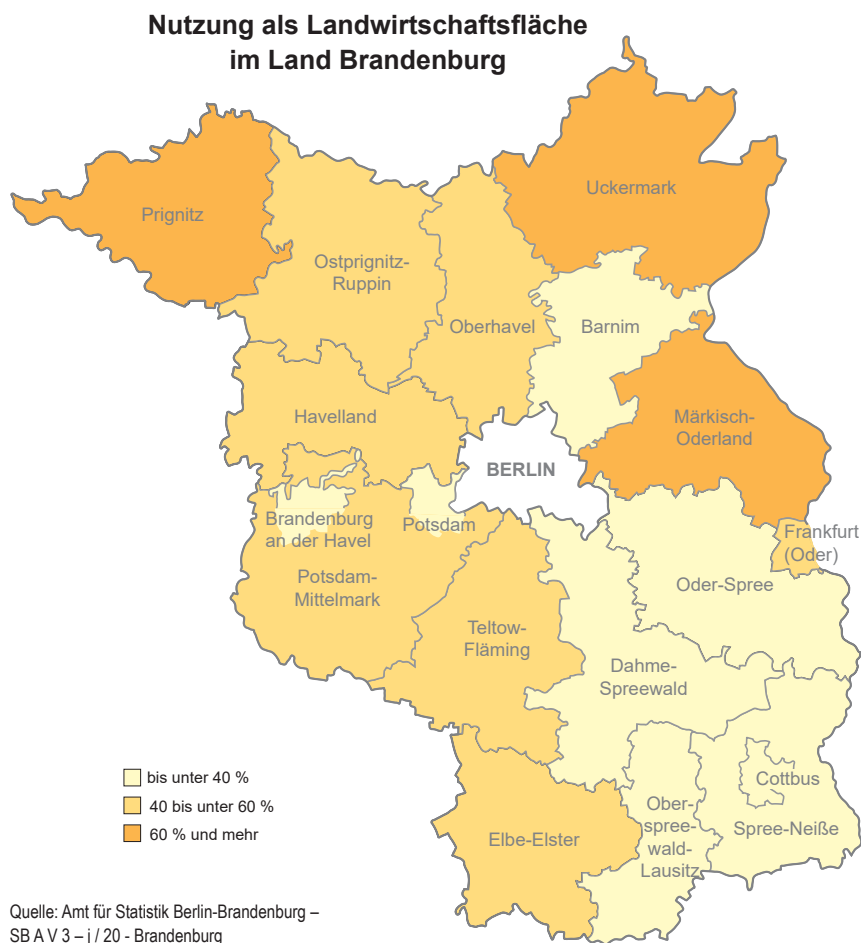 Nutzung als Landwirtschaftsfläche
im Land Brandenburg
Uckermark
Prignitz
Ostprignitz-
Ruppin
Oberhavel
Barnim
Havelland
Märkisch-
Oderland
BERLIN
Brandenburg
an der Havel
Potsdam
Frankfurt
(Oder)
Potsdam-
Mittelmark
Oder-Spree
Teltow-
Fläming
Dahme-
Spreewald
bis unter 40 %
40 bis unter 60 %
60 % und mehr
Cottbus
Ober-
spree-
wald-
Lausitz
Spree-Neiße
Elbe-Elster
Quelle: Amt für Statistik Berlin-Brandenburg –
SB A V 3 – j / 20 - Brandenburg